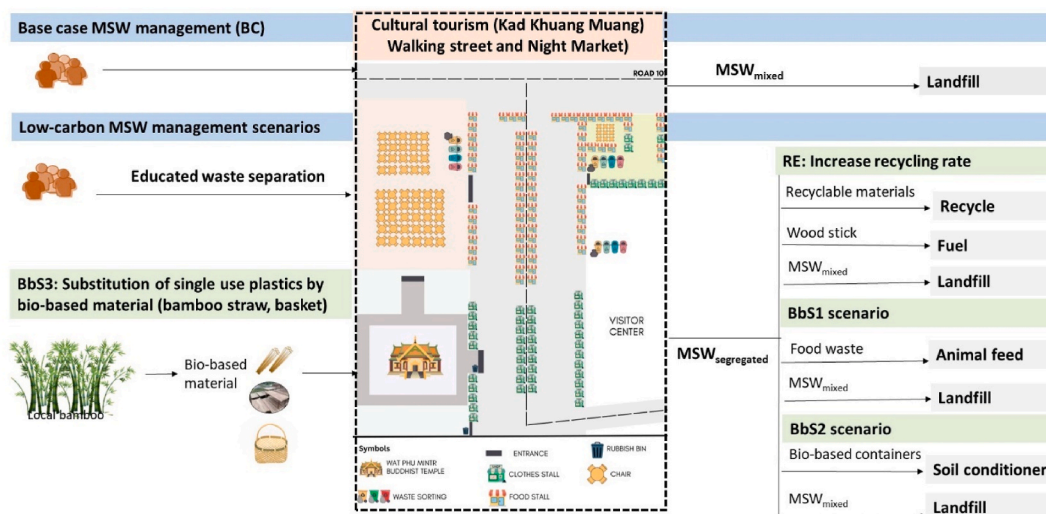 Base case MSW management (BC)
Cultural tourism (Kad Khuang Muang)
Walking street and Night Market)
ROAD 10
MSWmixed
Landfill
Low-carbon MSW management scenarios
Educated waste separation
RE: Increase recycling rate
Recyclable materials
Recycle
Wood stick
Fuel
MSWmixed
Landfill
BbS3: Substitution of single use plastics by
bio-based material (bamboo straw, basket)
Local bamboo
Bio-based
material
VISITOR
CENTER
MSWsegregated
BbS1 scenario
Food waste
Animal feed
MSWmixed
Landfill
BbS2 scenario
Bio-based containers
Soil conditioner
MSWmixed
Landfill
Symbols
WAT PHU MINTR
BUDDHIST TEMPLE
ENTRANCE
RUBBISH BIN
CLOTHES STALL
CHAIR
WASTE SORTING
FOOD STALL